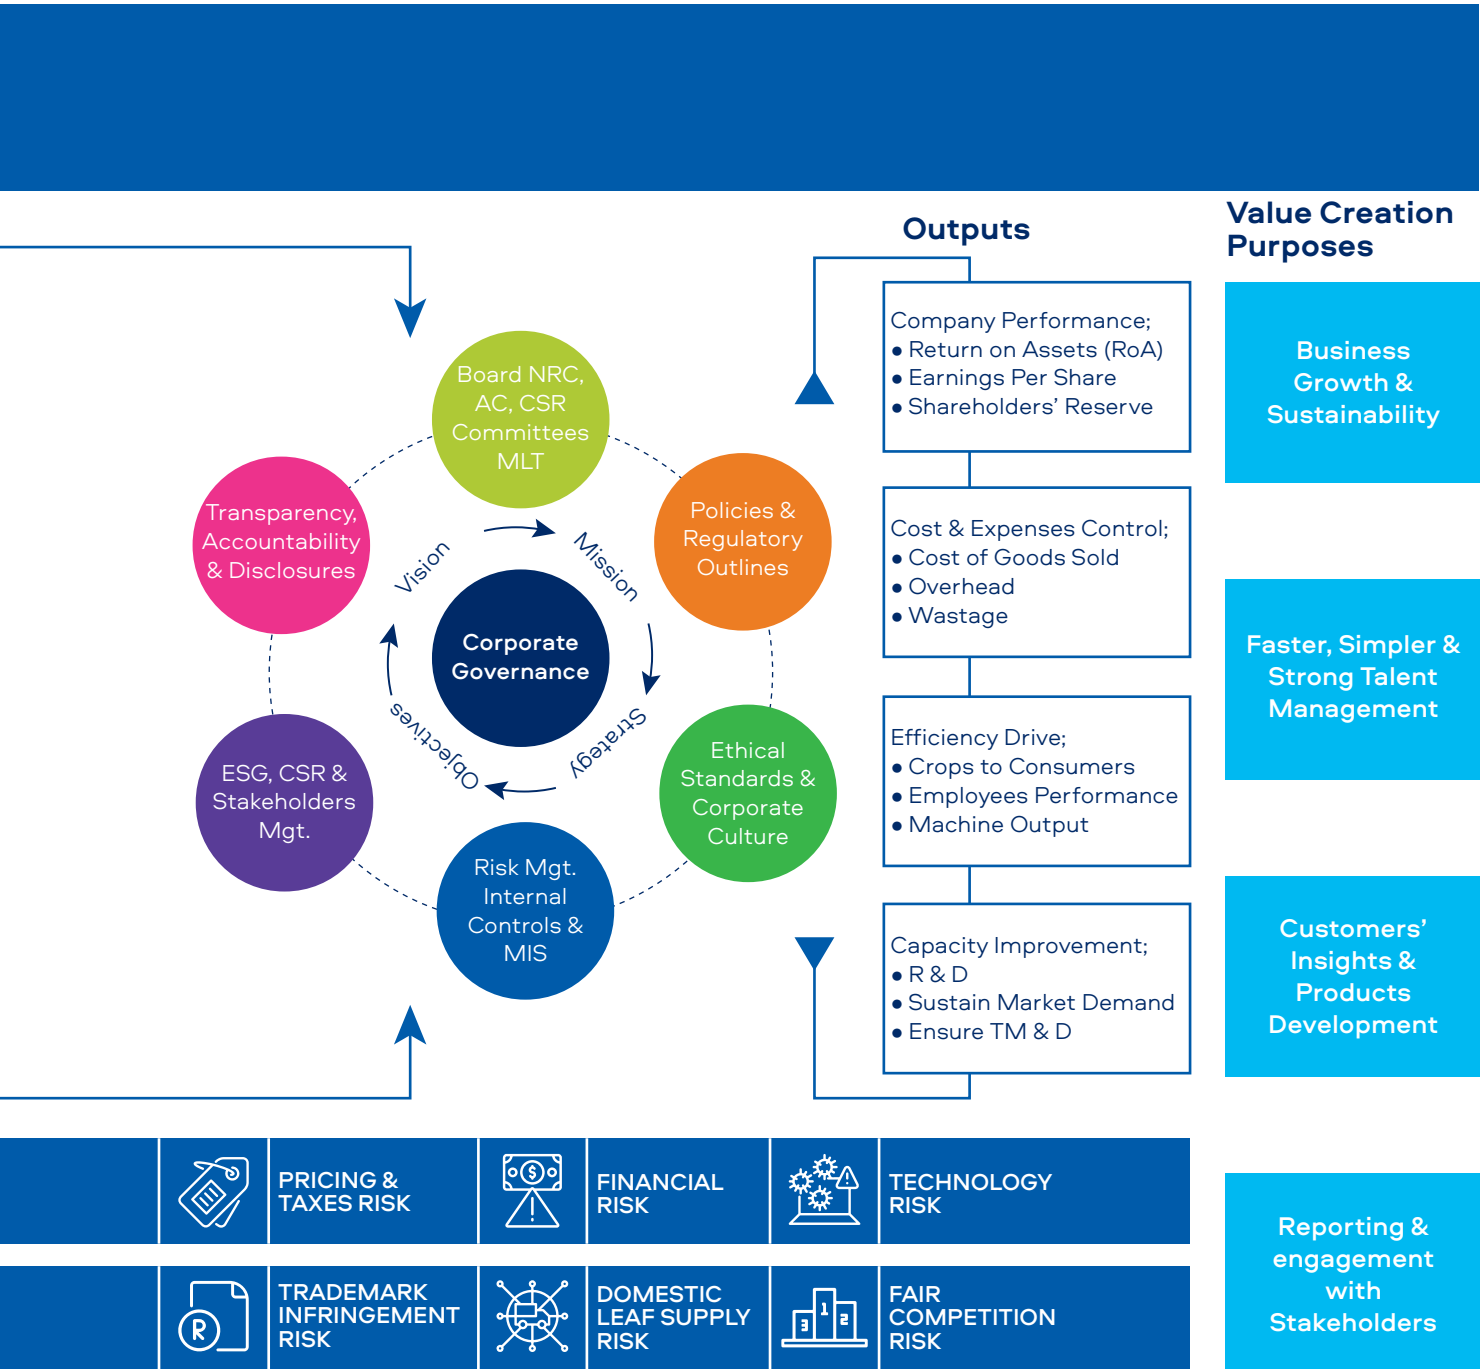 Outputs
Value Creation
Purposes
Board NRC,
AC, CSR
Committees
MLT
Policies &
Regulatory
Outlines
Ethical
Standards &
Corporate
Culture
Risk Mgt.
Internal
Controls &
MIS
ESG, CSR &
Stakeholders
Mgt.
Transparency,
Accountability
& Disclosures
Vision
Mission
Strategy
Objectives
Corporate
Governance
Company Performance;
● Return on Assets (RoA)
● Earnings Per Share
● Shareholders’ Reserve
Cost & Expenses Control;
● Cost of Goods Sold
● Overhead
● Wastage
Efficiency Drive;
● Crops to Consumers
● Employees Performance
● Machine Output
Capacity Improvement;
● R & D
● Sustain Market Demand
● Ensure TM & D
Business
Growth &
Sustainability
Faster, Simpler &
Strong Talent
Management
Customers’
Insights &
Products
Development
Reporting &
engagement
with
Stakeholders
PRICING &
TAXES RISK
$
FINANCIAL
RISK
TECHNOLOGY
RISK
R
TRADEMARK
INFRINGEMENT
RISK
DOMESTIC
LEAF SUPPLY
RISK
3 1 2
FAIR
COMPETITION
RISK